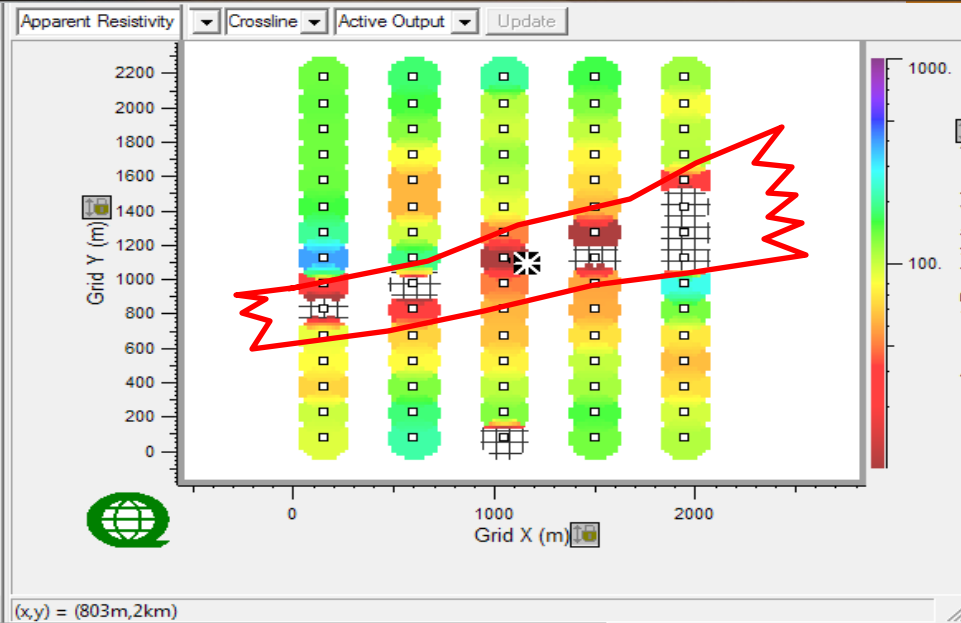 Apparent Resistivity Crossline Active Output Update
2200
2000
1800
1600
1400
1200
1000
800
600
400
200
0
Grid Y (m)
0 1000 2000
Grid X (m)
1000.
100.
(x,y) = (803m,2km)